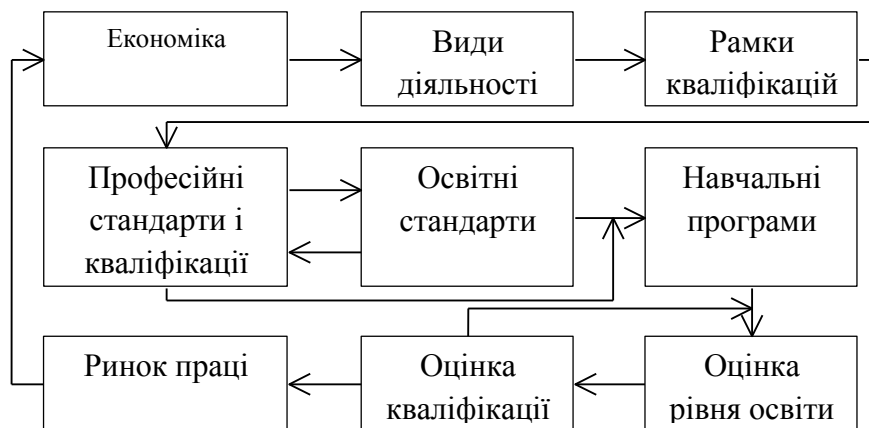 Економіка
Види
діяльності
Рамки
кваліфікацій
Професійні
стандарти і
кваліфікації
Освітні
стандарти
Навчальні
програми
Ринок праці
Оцінка
кваліфікації
Оцінка
рівня освіти